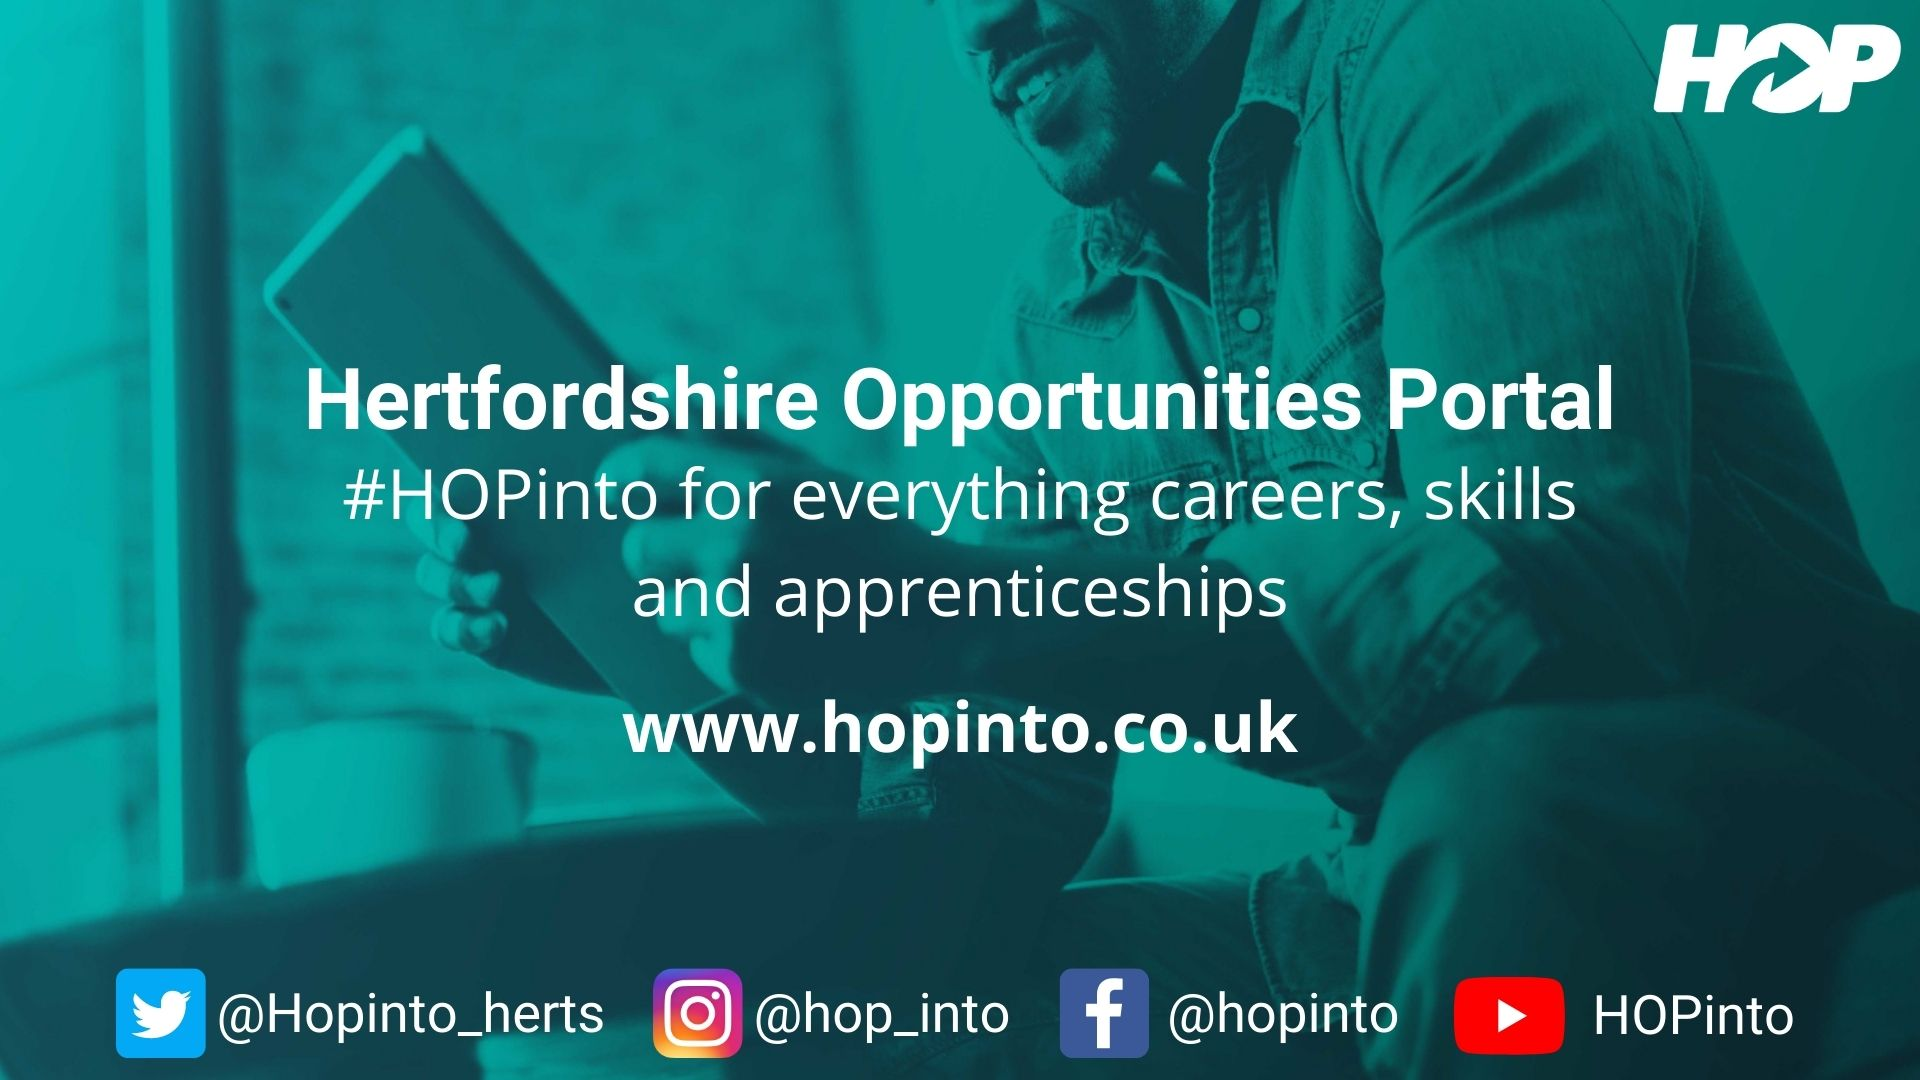 HOP
Hertfordshire Opportunities Portal
#HOPinto for everything careers, skills
and apprenticeships
www.hopinto.co.uk
@Hopinto_herts
@hop_into
@hopinto
HOPinto